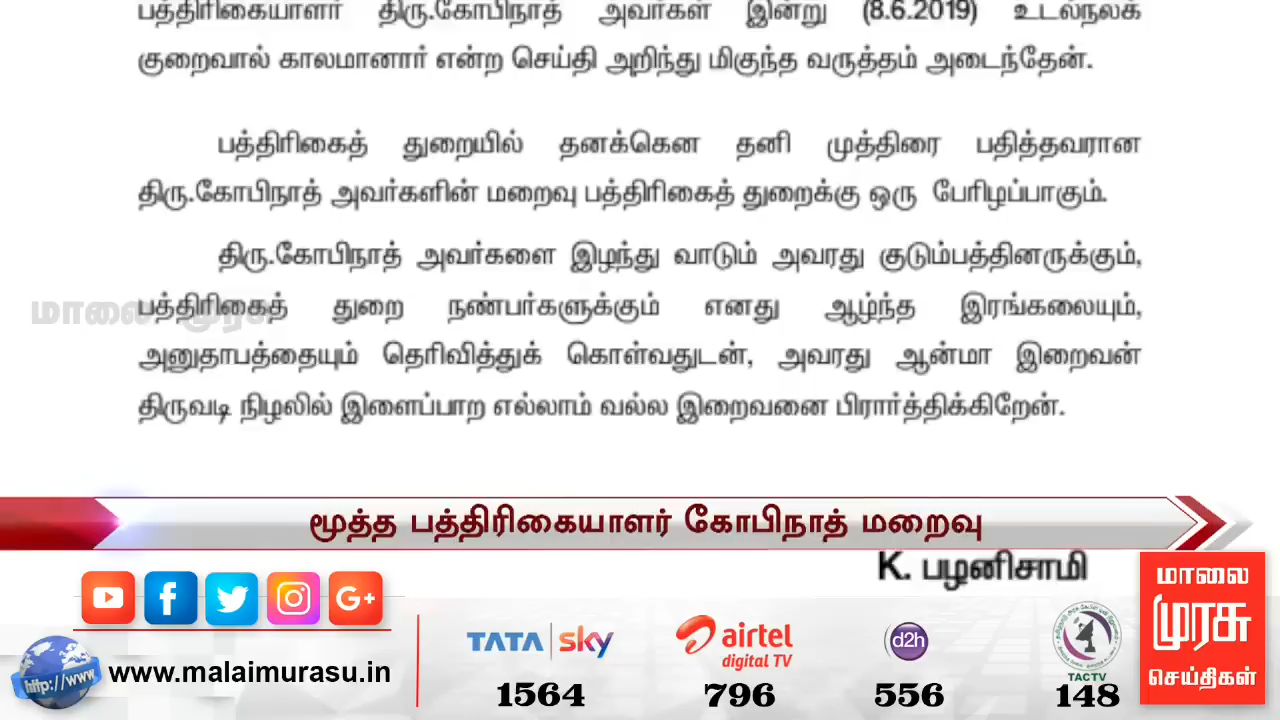 பத்திரிகையாளர் திரு.கோபிநாத் அவர்கள் இன்று (8.6.2019) உடல்நலக்
குறைவால் காலமானார் என்ற செய்தி அறிந்து மிகுந்த வருத்தம் அடைந்தேன்.
பத்திரிகைத் துறையில் தனக்கென தனி முத்திரை பதித்தவரான
திரு.கோபிநாத் அவர்களின் மறைவு பத்திரிகைத் துறைக்கு ஒரு பேரிழப்பாகும்.
திரு.கோபிநாத் அவர்களை இழந்து வாடும் அவரது குடும்பத்தினருக்கும்,
பத்திரிகைத் துறை நண்பர்களுக்கும் எனது ஆழ்ந்த இரங்கலையும்,
அனுதாபத்தையும் தெரிவித்துக் கொள்வதுடன், அவரது ஆன்மா இறைவன்
திருவடி நிழலில் இளைப்பாற எல்லாம் வல்ல இறைவனை பிரார்த்திக்கிறேன்.
மாலை முரசு
மூத்த பத்திரிகையாளர் கோபிநாத் மறைவு
K. பழனிசாமி
மாலை
முரசு
செய்திகள்
G+
TATA sky
airtel
digital TV
d2h
TACTV
http://www
www.malaimurasu.in
1564
796
556
148